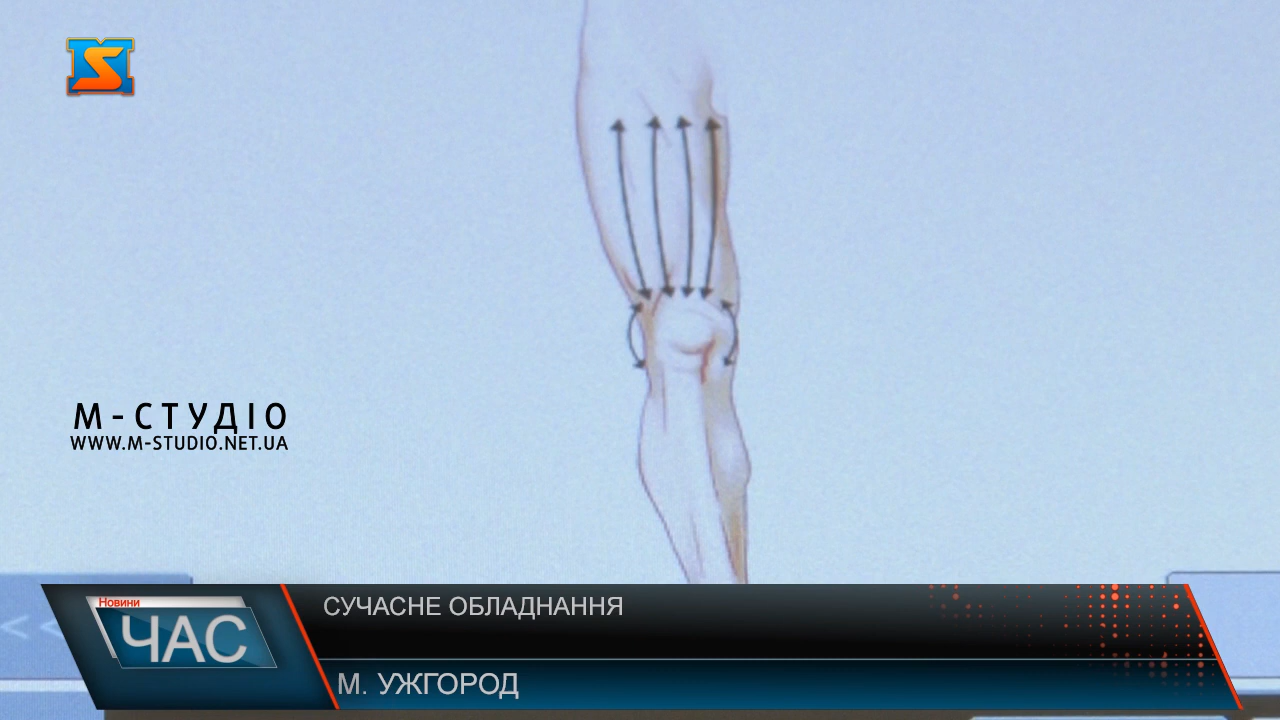 М-СТУДІО
WWW.M-STUDIO.NET.UA
Новини
ЧАС
СУЧАСНЕ ОБЛАДНАННЯ
М. УЖГОРОД